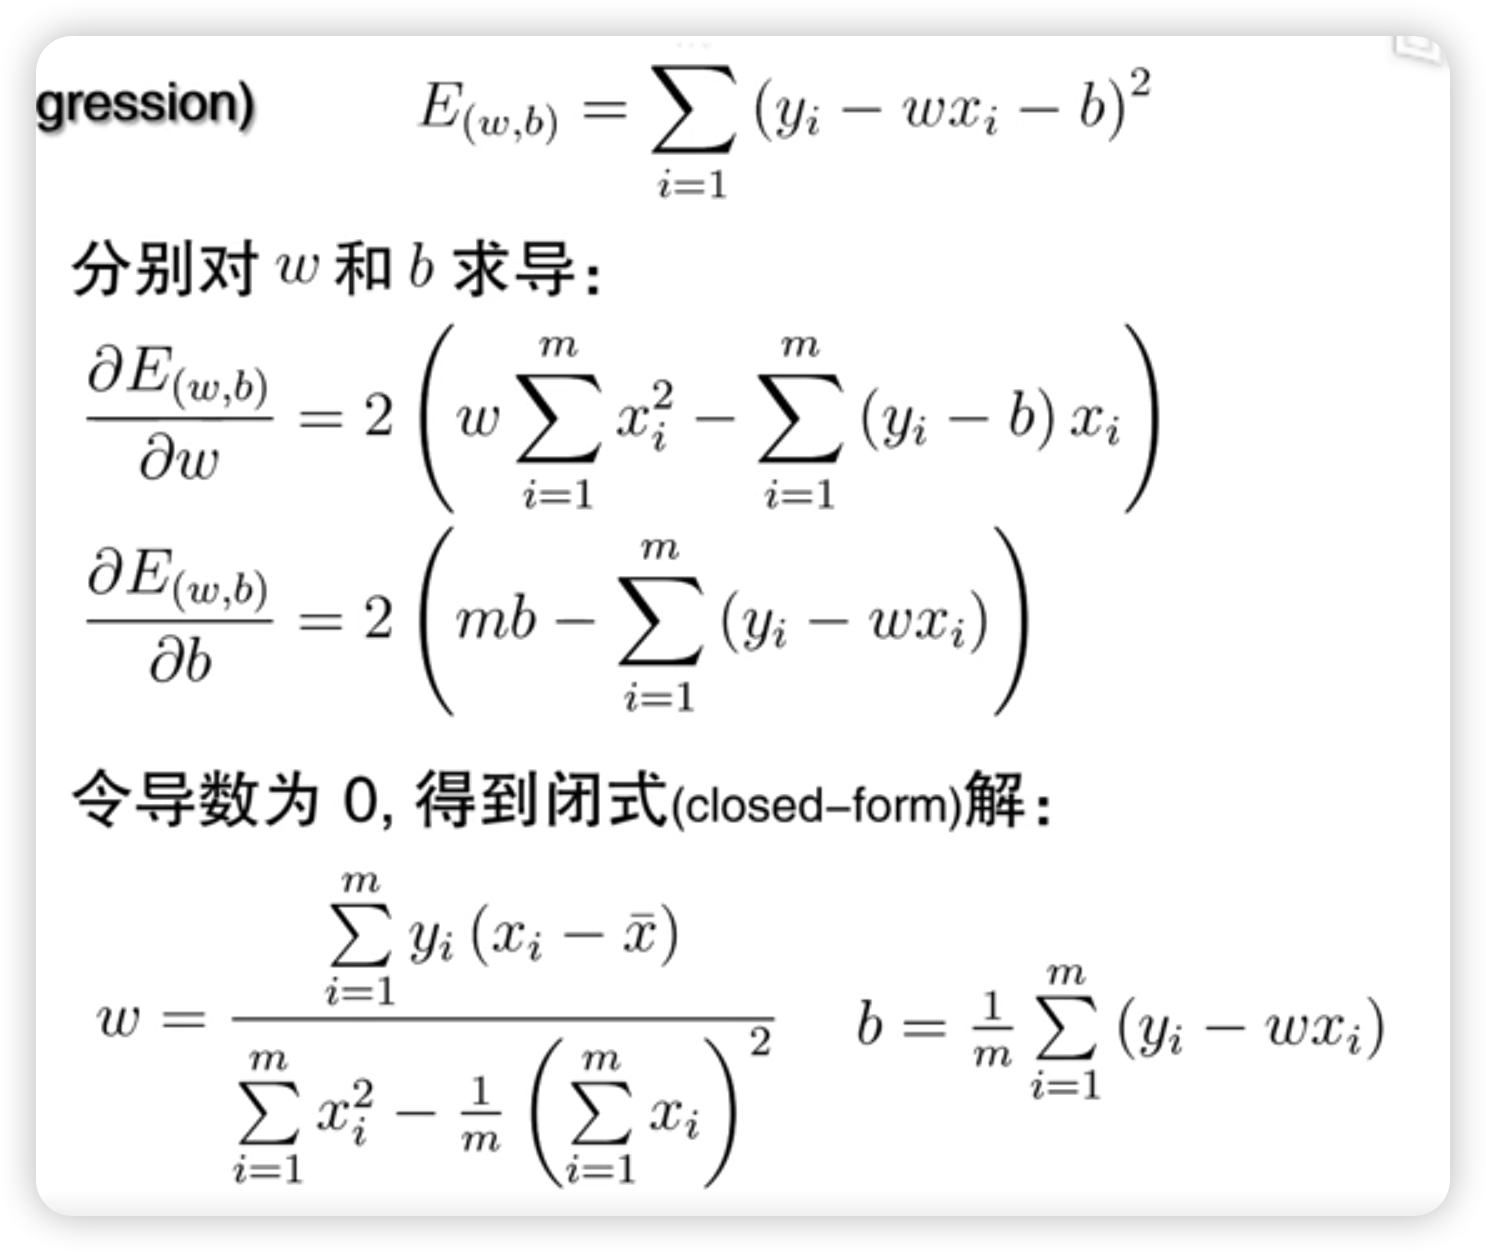 gression) E_{(w,b)} = \sum_{i=1} (y_i - wx_i - b)^2
分别对 w 和 b 求导：
\frac{\partial E_{(w,b)}}{\partial w} = 2 \left( w \sum_{i=1}^{m} x_i^2 - \sum_{i=1}^{m} (y_i - b) x_i \right)
\frac{\partial E_{(w,b)}}{\partial b} = 2 \left( mb - \sum_{i=1}^{m} (y_i - wx_i) \right)
令导数为 0, 得到闭式(closed-form)解：
w = \frac{\sum_{i=1}^{m} y_i (x_i - \bar{x})}{\sum_{i=1}^{m} x_i^2 - \frac{1}{m} \left( \sum_{i=1}^{m} x_i \right)^2} b = \frac{1}{m} \sum_{i=1}^{m} (y_i - wx_i)